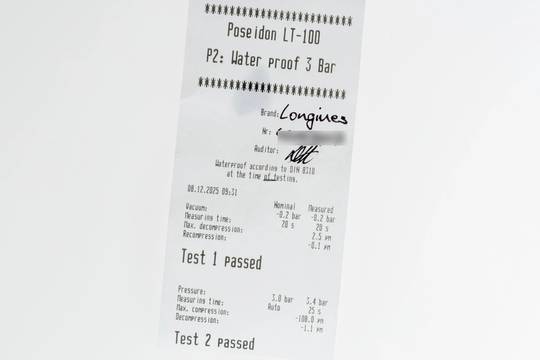 ********************
Poseidon LT-100
P2: Water proof 3 Bar
********************
Brand: Longines
Nr:
Auditor:
Waterproof according to DIN 8310
at the time of testing.
08.12.2025 09:31
Nominal Measured
Vacuum: -0.2 bar -0.2 bar
Measuring time: 20 s 20 s
Max. decompression: 2.5 µm
Recompression: -0.1 µm
Test 1 passed
Pressure: 3.0 bar 3.4 bar
Measuring time: Auto 25 s
Max. compression: -108.0 µm
Decompression: -1.1 µm
Test 2 passed